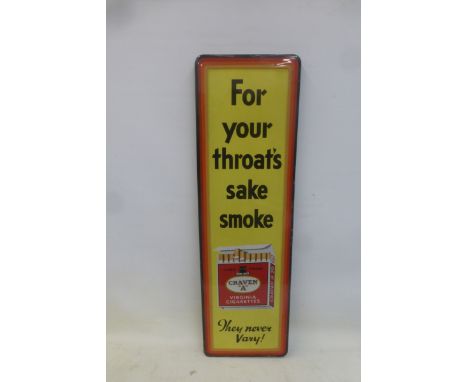 For
your
throat's
sake
smoke
CRAVEN
"A"
VIRGINIA
CIGARETTES
They never
Vary!